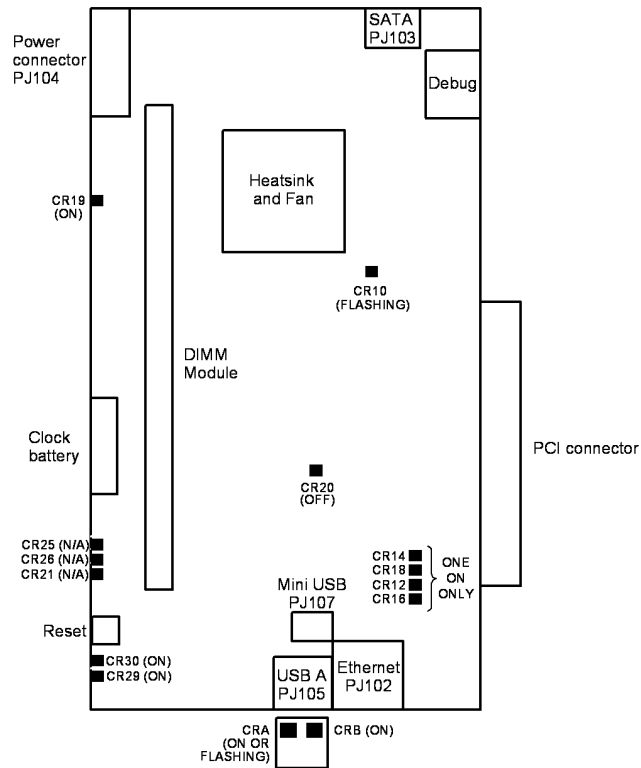 SATA
PJ103
Power
connector
PJ104
Debug
Heatsink
and Fan
CR19
(ON)
CR10
(FLASHING)
DIMM
Module
Clock
battery
PCI connector
CR20
(OFF)
CR25 (N/A)
CR26 (N/A)
CR21 (N/A)
CR14
CR18
CR12
CR16
ONE
ON
ONLY
Mini USB
PJ107
Reset
CR30 (ON)
CR29 (ON)
USB A
PJ105
Ethernet
PJ102
CRA
(ON OR
FLASHING)
CRB (ON)